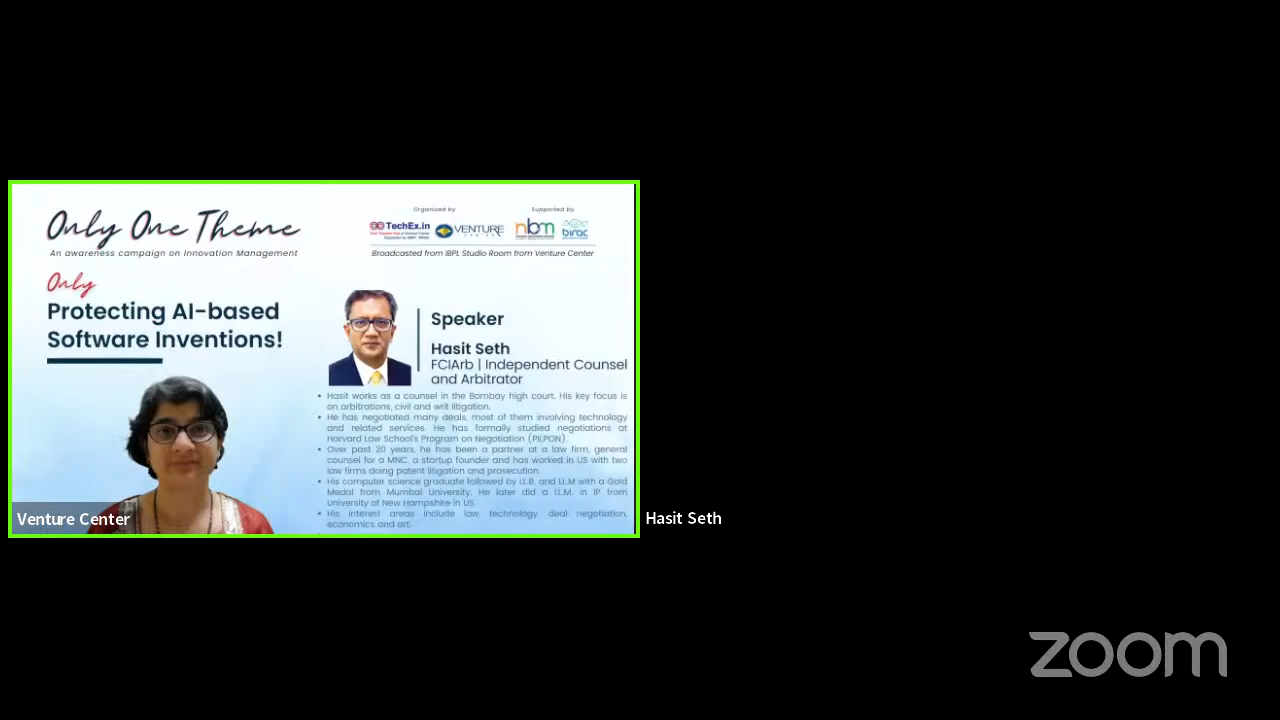 Only One Theme
An awareness campaign on Innovation Management
Organized by
Supported by
TechEx.in
VENTURE
CENTER
nbm
birac
Broadcasted from IBPL Studio Room from Venture Center
Only
Protecting AI-based
Software Inventions!
Speaker
Hasit Seth
FCIArb | Independent Counsel
and Arbitrator
• Hasit works as a counsel in the Bombay high court. His key focus is
on arbitrations, civil and writ litigation.
• He has negotiated many deals, most of them involving technology
and related services. He has formally studied negotiations at
Harvard Law School's Program on Negotiation (PILPON).
• Over past 20 years, he has been a partner at a law firm, general
counsel for a MNC, a startup founder and has worked in US with two
law firms doing patent litigation and prosecution.
• His computer science graduate followed by LL.B. and LL.M with a Gold
Medal from Mumbai University. He later did a LL.M. in IP from
University of New Hampshire in US.
• His interest areas include law, technology deal negotiation,
economics and art.
Venture Center
Hasit Seth
zoom